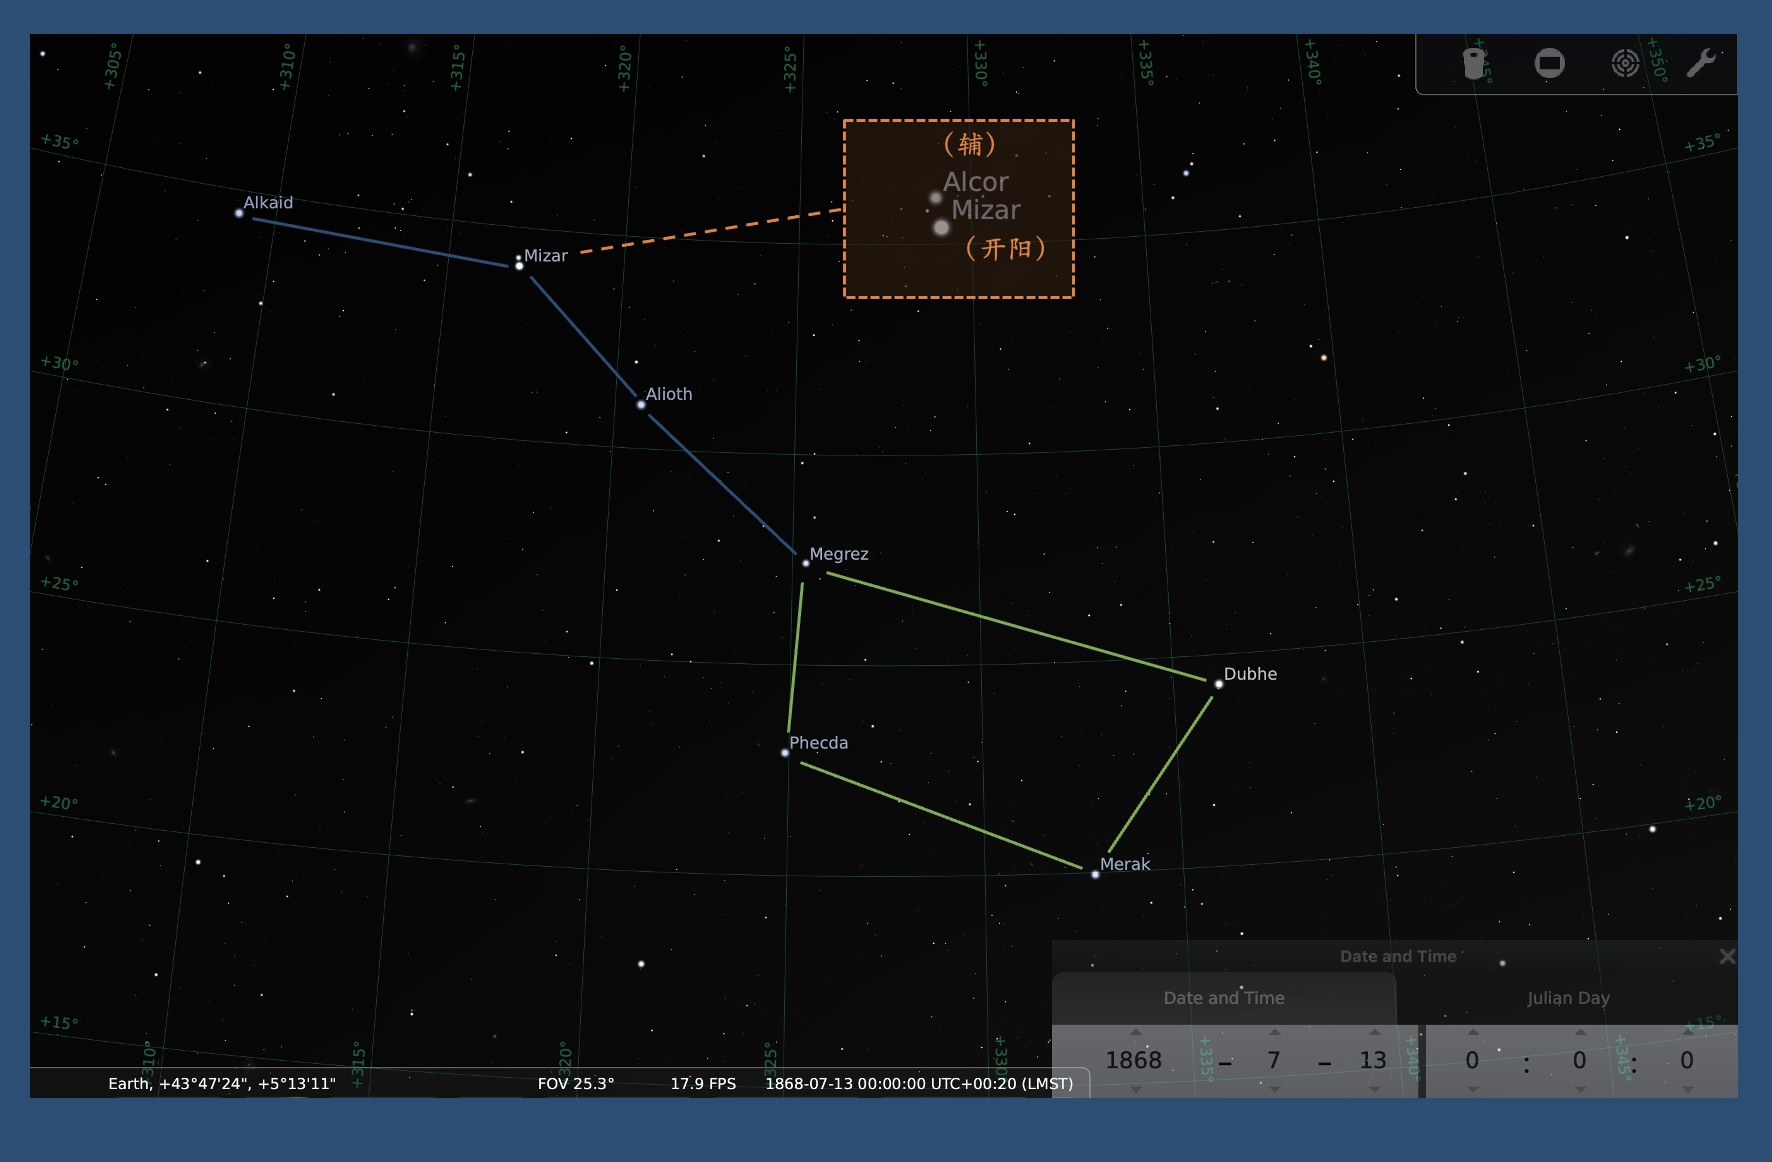 +305°
+310°
+315°
+320°
+325°
+330°
+335°
+340°
+345°
+350°
+35°
+35°
(辅)
Alcor
Mizar
(开阳)
Alkaid
Mizar
+30°
+30°
Alioth
Megrez
+25°
+25°
Dubhe
Phecda
+20°
+20°
Merak
Date and Time
Date and Time
Julian Day
+15°
+15°
1868 – 7 – 13
0 : 0 : 0
+310°
+315°
+320°
+325°
+330°
+335°
+340°
+345°
Earth, +43°47'24", +5°13'11"
FOV 25.3°
17.9 FPS
1868-07-13 00:00:00 UTC+00:20 (LMST)